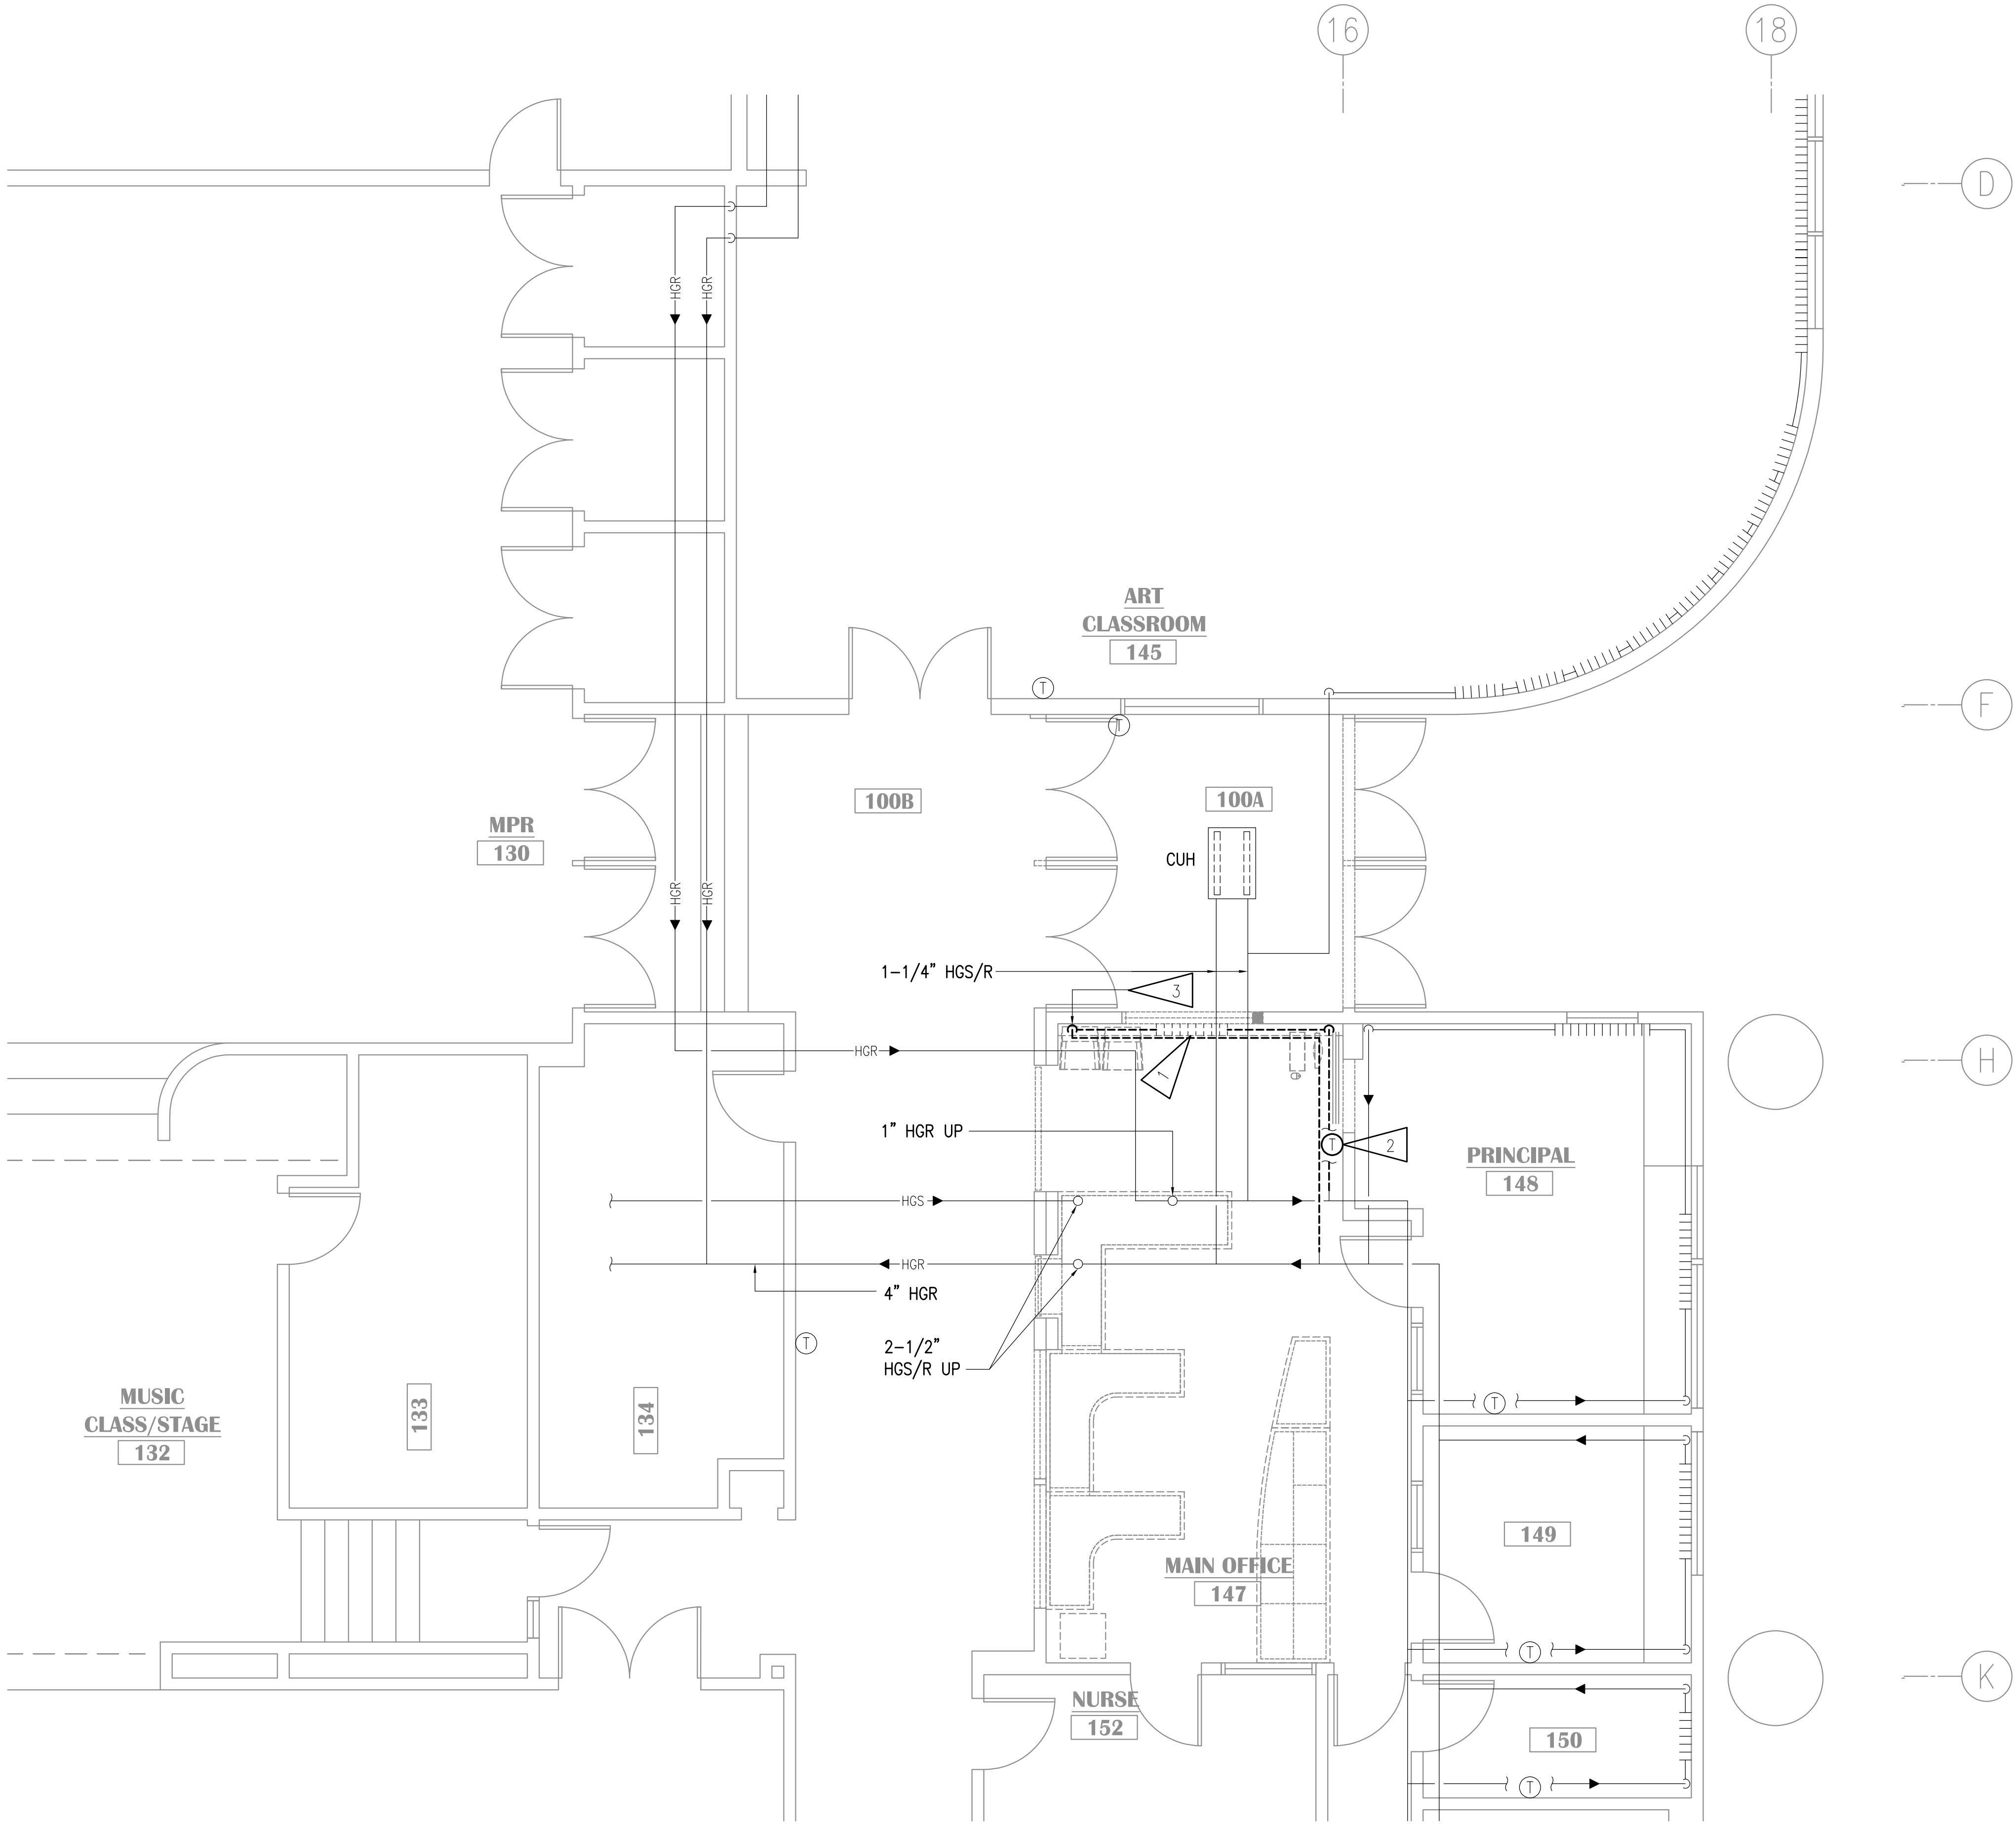 16
18
D
HGR
HGR
ART
CLASSROOM
145
T
F
T
100B
100A
MPR
130
CUH
HGR
HGR
1-1/4" HGS/R
3
HGR
H
1
1" HGR UP
T
2
PRINCIPAL
148
HGS
HGR
4" HGR
T
2-1/2"
HGS/R UP
MUSIC
CLASS/STAGE
132
133
134
T
149
MAIN OFFICE
147
T
K
NURSE
152
150
T